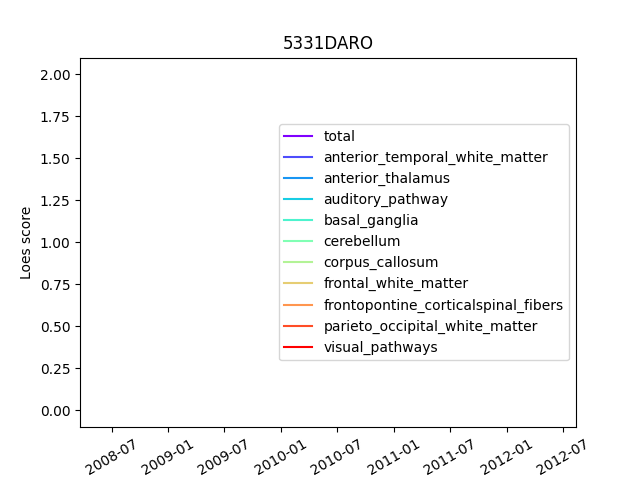 5331DARO
2.00
1.75
1.50
1.25
1.00
0.75
0.50
0.25
0.00
Loes score
total
anterior_temporal_white_matter
anterior_thalamus
auditory_pathway
basal_ganglia
cerebellum
corpus_callosum
frontal_white_matter
frontopontine_corticalspinal_fibers
parieto_occipital_white_matter
visual_pathways
2008-07
2009-01
2009-07
2010-01
2010-07
2011-01
2011-07
2012-01
2012-07